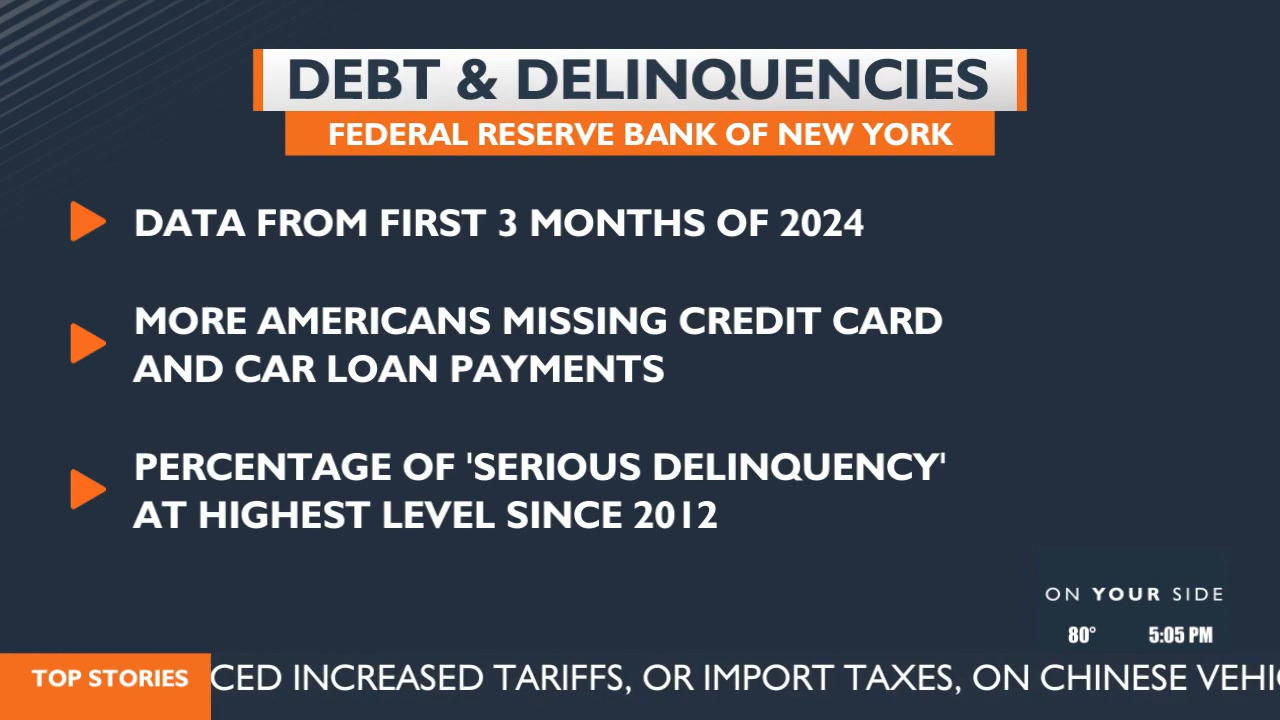 DEBT & DELINQUENCIES
FEDERAL RESERVE BANK OF NEW YORK
DATA FROM FIRST 3 MONTHS OF 2024
MORE AMERICANS MISSING CREDIT CARD
AND CAR LOAN PAYMENTS
PERCENTAGE OF 'SERIOUS DELINQUENCY'
AT HIGHEST LEVEL SINCE 2012
ON YOUR SIDE
80° 5:05 PM
TOP STORIES CED INCREASED TARIFFS, OR IMPORT TAXES, ON CHINESE VEHI